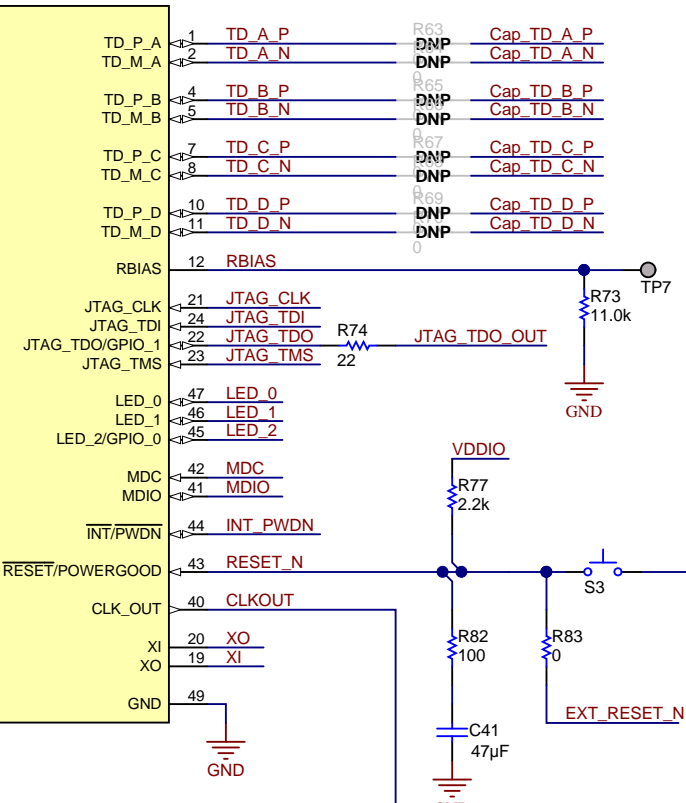 TD_P_A 1 TD_A_P R63 DNP Cap_TD_A_P
TD_M_A 2 TD_A_N DNP Cap_TD_A_N
0
TD_P_B 4 TD_B_P R65 DNP Cap_TD_B_P
TD_M_B 5 TD_B_N DNP Cap_TD_B_N
0
TD_P_C 7 TD_C_P R67 DNP Cap_TD_C_P
TD_M_C 8 TD_C_N DNP Cap_TD_C_N
0
TD_P_D 10 TD_D_P R69 DNP Cap_TD_D_P
TD_M_D 11 TD_D_N DNP Cap_TD_D_N
0
RBIAS 12 RBIAS
TP7
R73
11.0k
GND
JTAG_CLK 21 JTAG_CLK
JTAG_TDI 24 JTAG_TDI
JTAG_TDO/GPIO_1 22 JTAG_TDO R74 JTAG_TDO_OUT
22
JTAG_TMS 23 JTAG_TMS
LED_0 47 LED_0
LED_1 46 LED_1
LED_2/GPIO_0 45 LED_2
VDDIO
R77
2.2k
MDC 42 MDC
MDIO 41 MDIO
INT/PWDN 44 INT_PWDN
RESET/POWERGOOD 43 RESET_N
S3
CLK_OUT 40 CLKOUT
R82
100
R83
0
XI 20 XO
XO 19 XI
GND 49
GND
EXT_RESET_N
C41
47µF